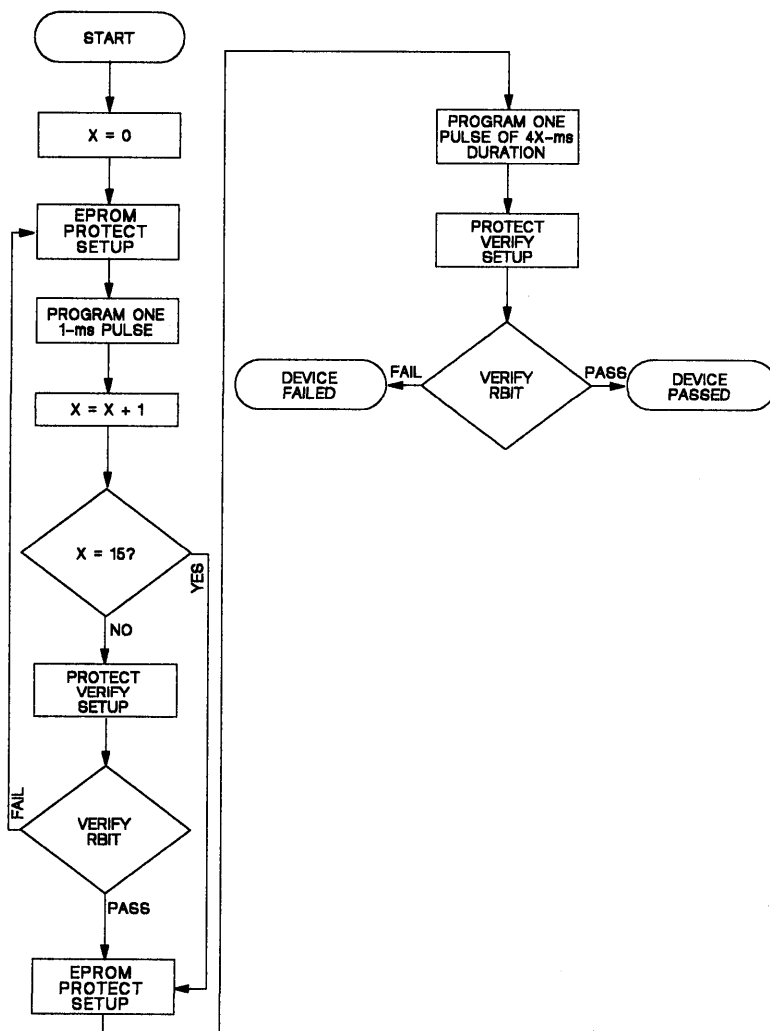 START
X = 0
EPROM
PROTECT
SETUP
PROGRAM ONE
1-ms PULSE
X = X + 1
X = 15?
YES
NO
PROTECT
VERIFY
SETUP
FAIL
VERIFY
RBIT
PASS
EPROM
PROTECT
SETUP
PROGRAM ONE
PULSE OF 4X-ms
DURATION
PROTECT
VERIFY
SETUP
VERIFY
RBIT
FAIL
DEVICE
FAILED
PASS
DEVICE
PASSED